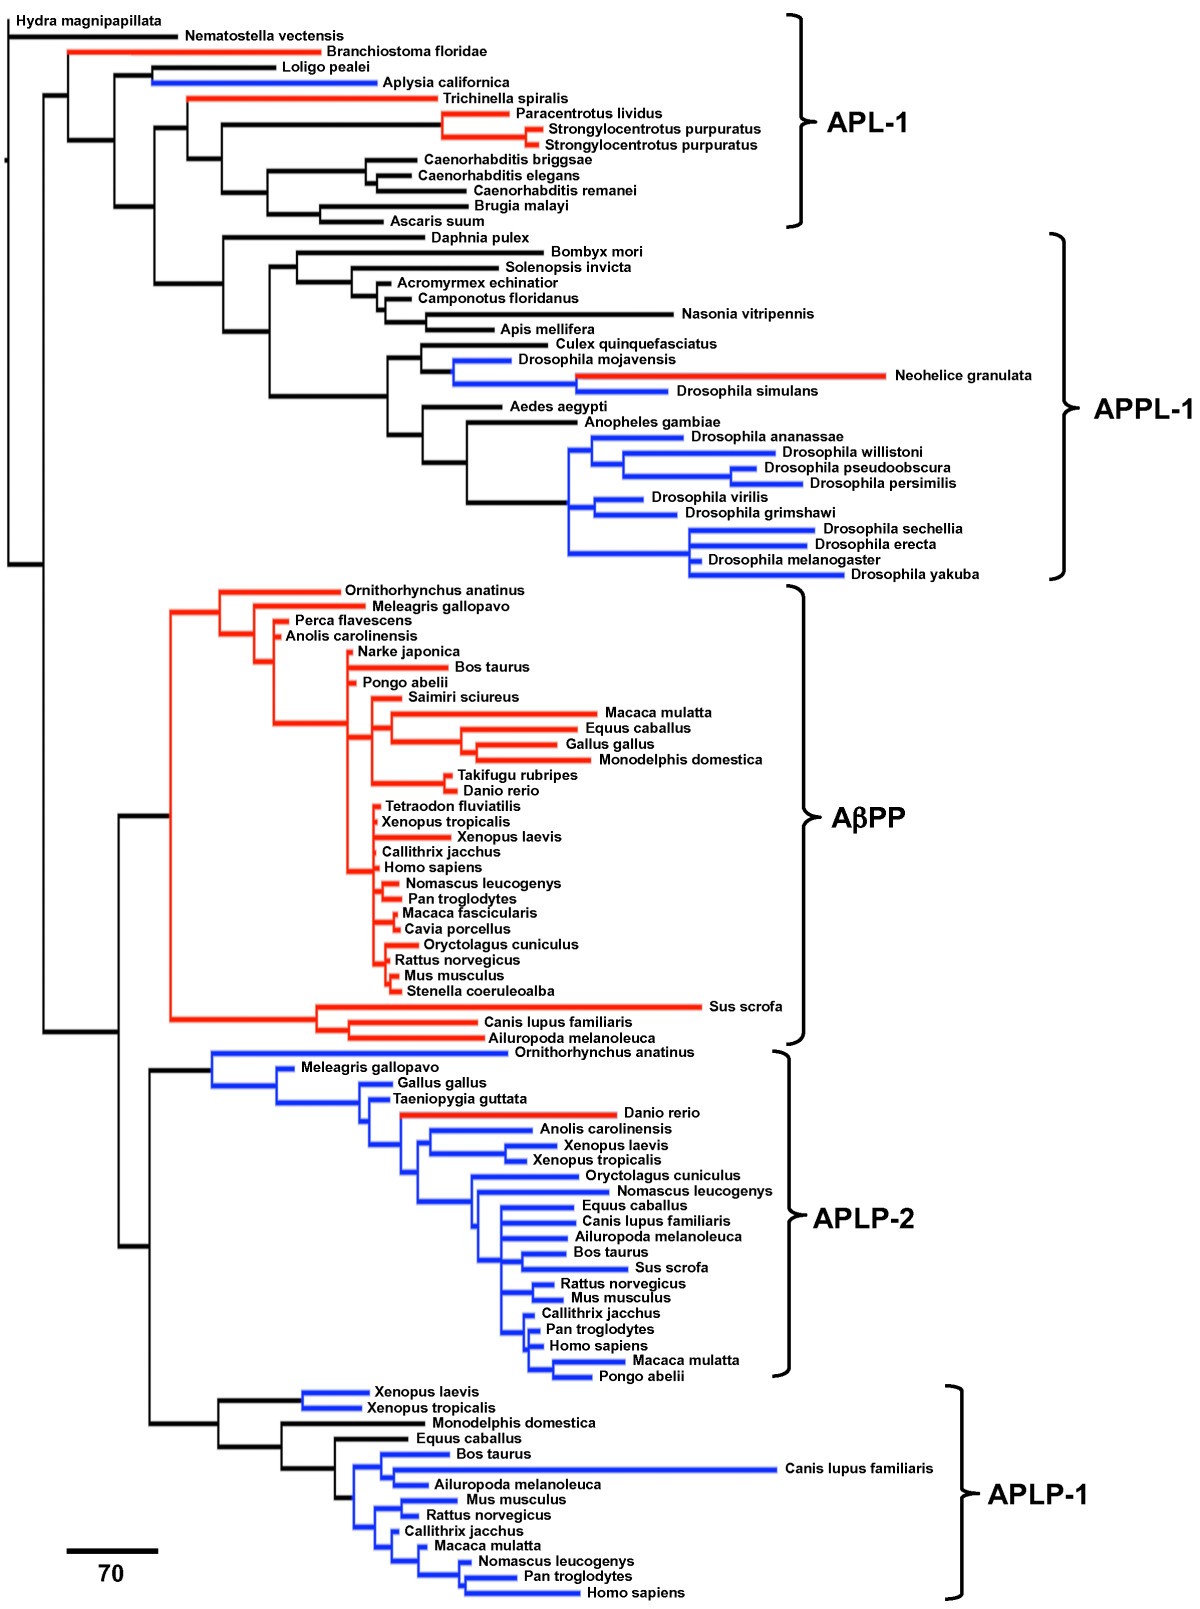 Hydra magnipapillata
Nematostella vectensis
Branchiostoma floridae
Loligo pealei
Aplysia californica
Trichinella spiralis
Paracentrotus lividus
APL-1
Strongylocentrotus purpuratus
Strongylocentrotus purpuratus
Caenorhabditis briggsae
Caenorhabditis elegans
Caenorhabditis remanei
Brugia malayi
Ascaris suum
Daphnia pulex
Bombyx mori
Solenopsis invicta
Acromyrmex echinatior
Camponotus floridanus
Nasonia vitripennis
Apis mellifera
Culex quinquefasciatus
Drosophila mojavensis
Neohelice granulata
Drosophila simulans
Aedes aegypti
APPL-1
Anopheles gambiae
Drosophila ananassae
Drosophila willistoni
Drosophila pseudoobscura
Drosophila persimilis
Drosophila virilis
Drosophila grimshawi
Drosophila sechellia
Drosophila erecta
Drosophila melanogaster
Drosophila yakuba
Ornithorhynchus anatinus
Meleagris gallopavo
Perca flavescens
Anolis carolinensis
Narke japonica
Bos taurus
Pongo abelii
Saimiri sciureus
Macaca mulatta
Equus caballus
Gallus gallus
Monodelphis domestica
Takifugu rubripes
Danio rerio
Tetraodon fluviatilis
AβPP
Xenopus tropicalis
Xenopus laevis
Callithrix jacchus
Homo sapiens
Nomascus leucogenys
Pan troglodytes
Macaca fascicularis
Cavia porcellus
Oryctolagus cuniculus
Rattus norvegicus
Mus musculus
Stenella coeruleoalba
Sus scrofa
Canis lupus familiaris
Ailuropoda melanoleuca
Ornithorhynchus anatinus
Meleagris gallopavo
Gallus gallus
Taeniopygia guttata
Danio rerio
Anolis carolinensis
Xenopus laevis
Xenopus tropicalis
Oryctolagus cuniculus
Nomascus leucogenys
Equus caballus
APLP-2
Canis lupus familiaris
Ailuropoda melanoleuca
Bos taurus
Sus scrofa
Rattus norvegicus
Mus musculus
Callithrix jacchus
Pan troglodytes
Homo sapiens
Macaca mulatta
Pongo abelii
Xenopus laevis
Xenopus tropicalis
Monodelphis domestica
Equus caballus
Bos taurus
Canis lupus familiaris
Ailuropoda melanoleuca
APLP-1
Mus musculus
Rattus norvegicus
Callithrix jacchus
Macaca mulatta
Nomascus leucogenys
Pan troglodytes
Homo sapiens
70